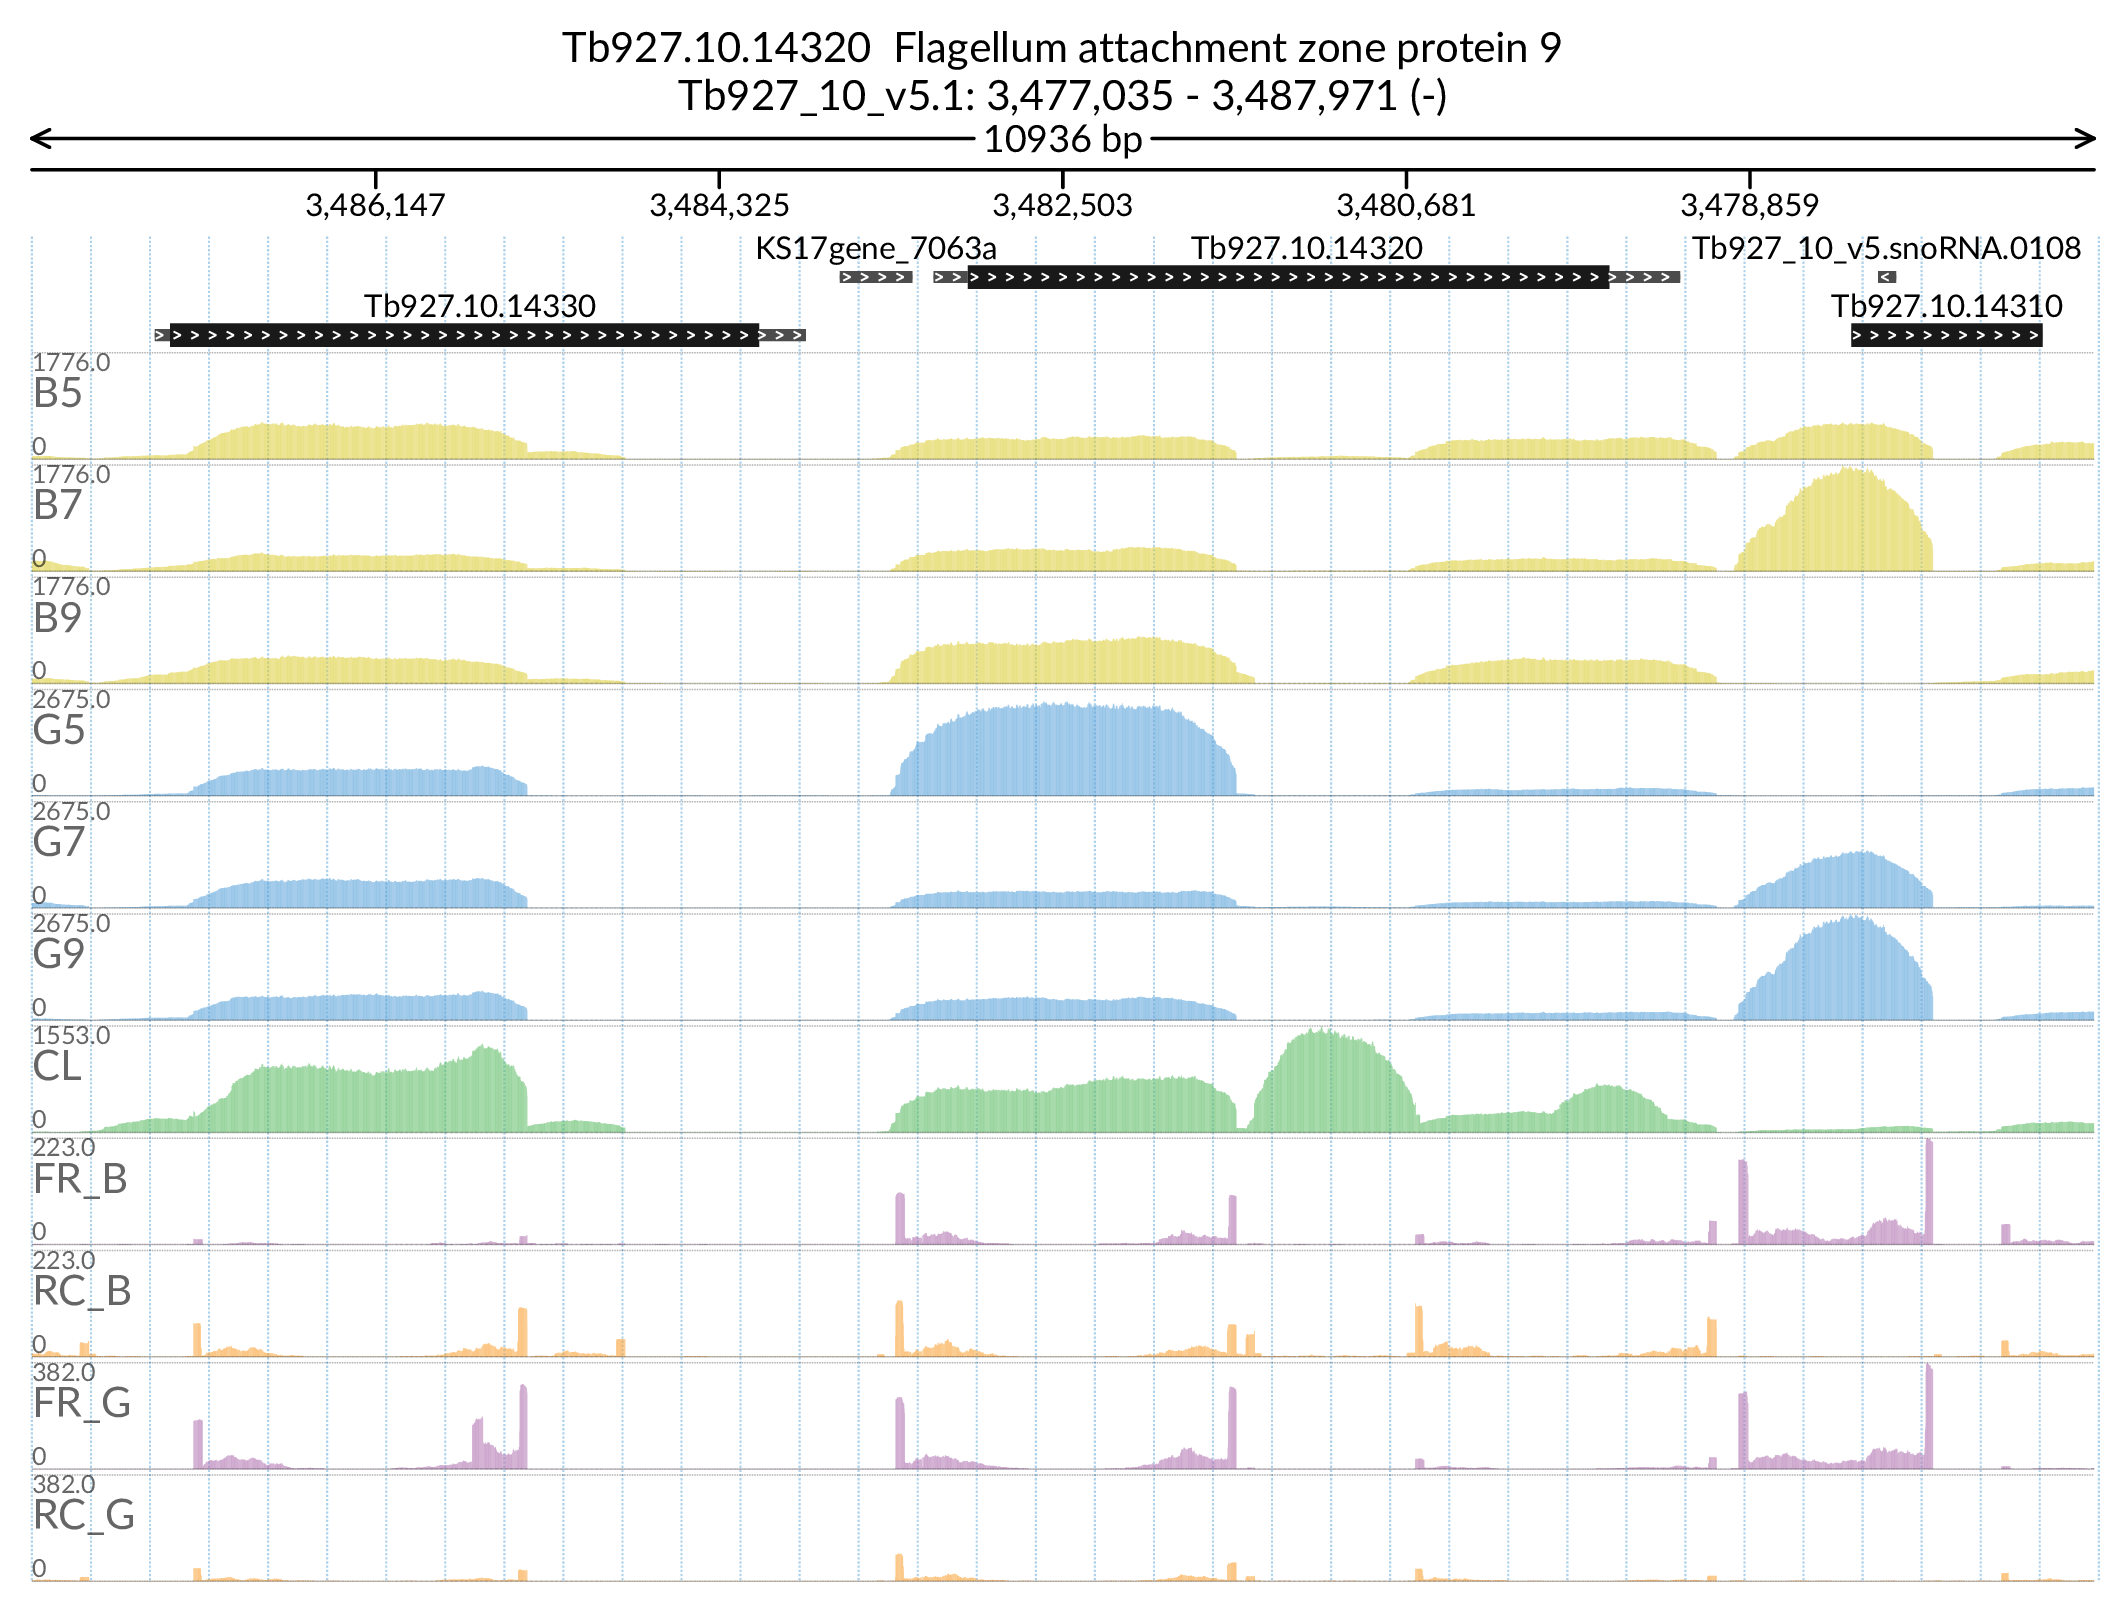 Tb927.10.14320  Flagellum attachment zone protein 9
Tb927_10_v5.1: 3,477,035 - 3,487,971 (-)
10936 bp
3,486,147 3,484,325 3,482,503 3,480,681 3,478,859
KS17gene_7063a Tb927.10.14320 Tb927_10_v5.snoRNA.0108
Tb927.10.14330 Tb927.10.14310
1776.0
B5
0
1776.0
B7
0
1776.0
B9
0
2675.0
G5
0
2675.0
G7
0
2675.0
G9
0
1553.0
CL
0
223.0
FR_B
0
223.0
RC_B
0
382.0
FR_G
0
382.0
RC_G
0